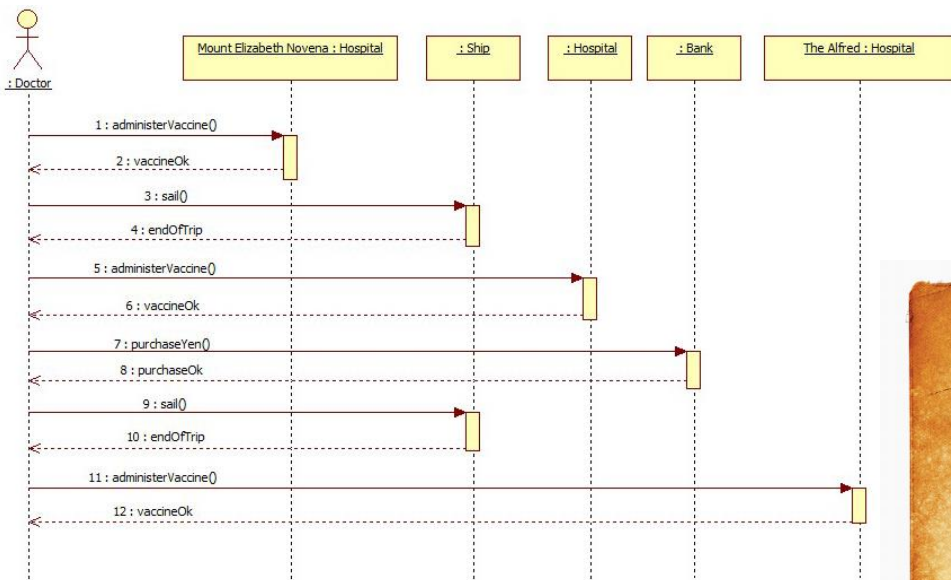 Mount Elizabeth Novena : Hospital
: Ship
: Hospital
: Bank
The Alfred : Hospital
: Doctor
1 : administerVaccine()
2 : vaccineOk
3 : sail()
4 : endOfTrip
5 : administerVaccine()
6 : vaccineOk
7 : purchaseYen()
8 : purchaseOk
9 : sail()
10 : endOfTrip
11 : administerVaccine()
12 : vaccineOk